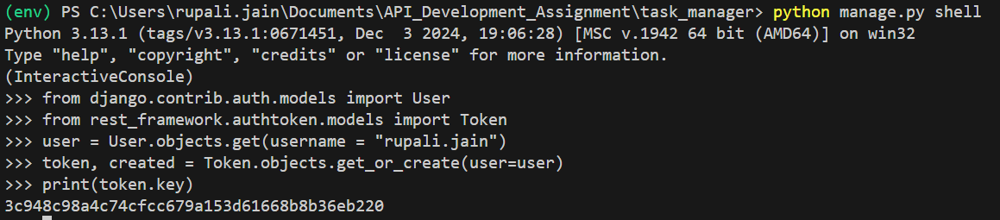 (env) PS C:\Users\rupali.jain\Documents\API_Development_Assignment\task_manager> python manage.py shell
Python 3.13.1 (tags/v3.13.1:0671451, Dec  3 2024, 19:06:28) [MSC v.1942 64 bit (AMD64)] on win32
Type "help", "copyright", "credits" or "license" for more information.
(InteractiveConsole)
>>> from django.contrib.auth.models import User
>>> from rest_framework.authtoken.models import Token
>>> user = User.objects.get(username = "rupali.jain")
>>> token, created = Token.objects.get_or_create(user=user)
>>> print(token.key)
3c948c98a4c74cfcc679a153d61668b8b36eb220